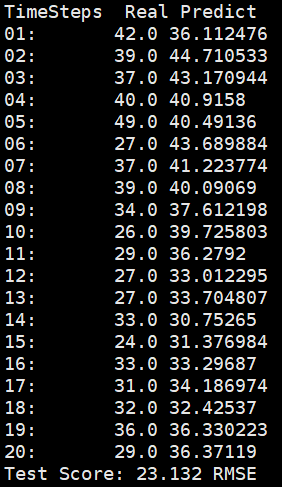 TimeSteps  Real Predict
01:       42.0 36.112476
02:       39.0 44.710533
03:       37.0 43.170944
04:       40.0 40.9158
05:       49.0 40.49136
06:       27.0 43.689884
07:       37.0 41.223774
08:       39.0 40.09069
09:       34.0 37.612198
10:       26.0 39.725803
11:       29.0 36.2792
12:       27.0 33.012295
13:       27.0 33.704807
14:       33.0 30.75265
15:       24.0 31.376984
16:       33.0 33.29687
17:       31.0 34.186974
18:       32.0 32.42537
19:       36.0 36.330223
20:       29.0 36.37119
Test Score: 23.132 RMSE